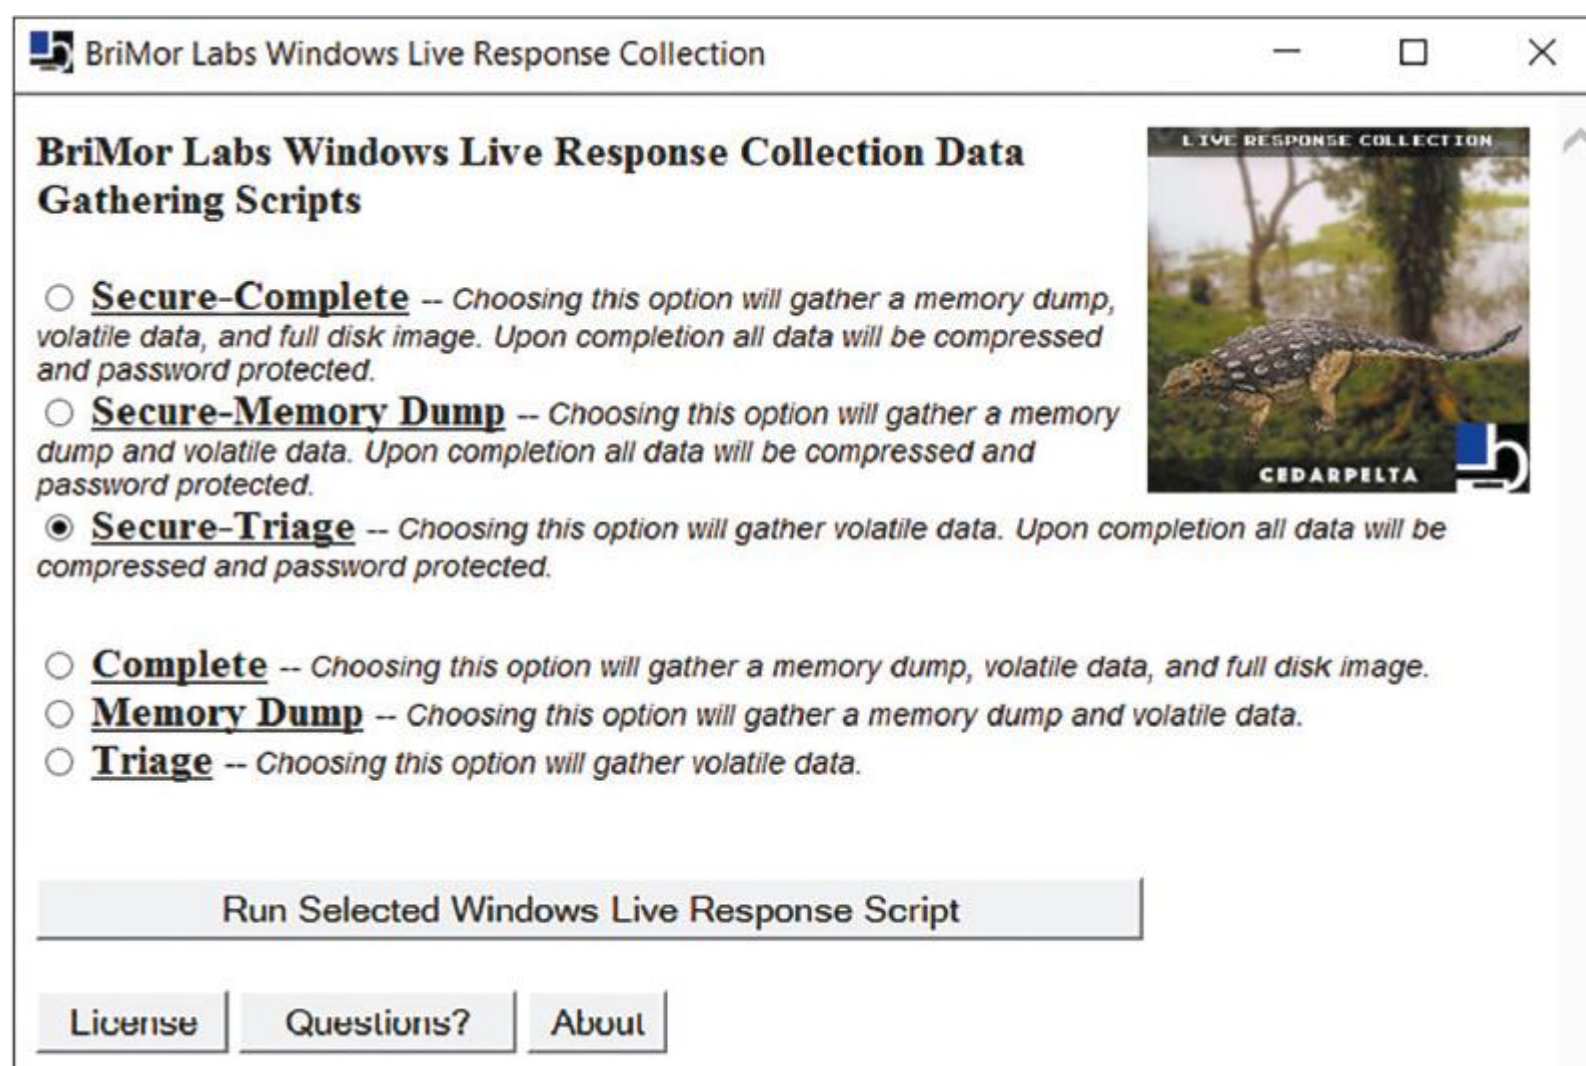 BriMor Labs Windows Live Response Collection
BriMor Labs Windows Live Response Collection Data
Gathering Scripts
LIVE RESPONSE COLLECTION
CEDARPELTA
Secure-Complete -- Choosing this option will gather a memory dump,
volatile data, and full disk image. Upon completion all data will be compressed
and password protected.
Secure-Memory Dump -- Choosing this option will gather a memory
dump and volatile data. Upon completion all data will be compressed and
password protected.
Secure-Triage -- Choosing this option will gather volatile data. Upon completion all data will be
compressed and password protected.
Complete -- Choosing this option will gather a memory dump, volatile data, and full disk image.
Memory Dump -- Choosing this option will gather a memory dump and volatile data.
Triage -- Choosing this option will gather volatile data.
Run Selected Windows Live Response Script
License Questions? About